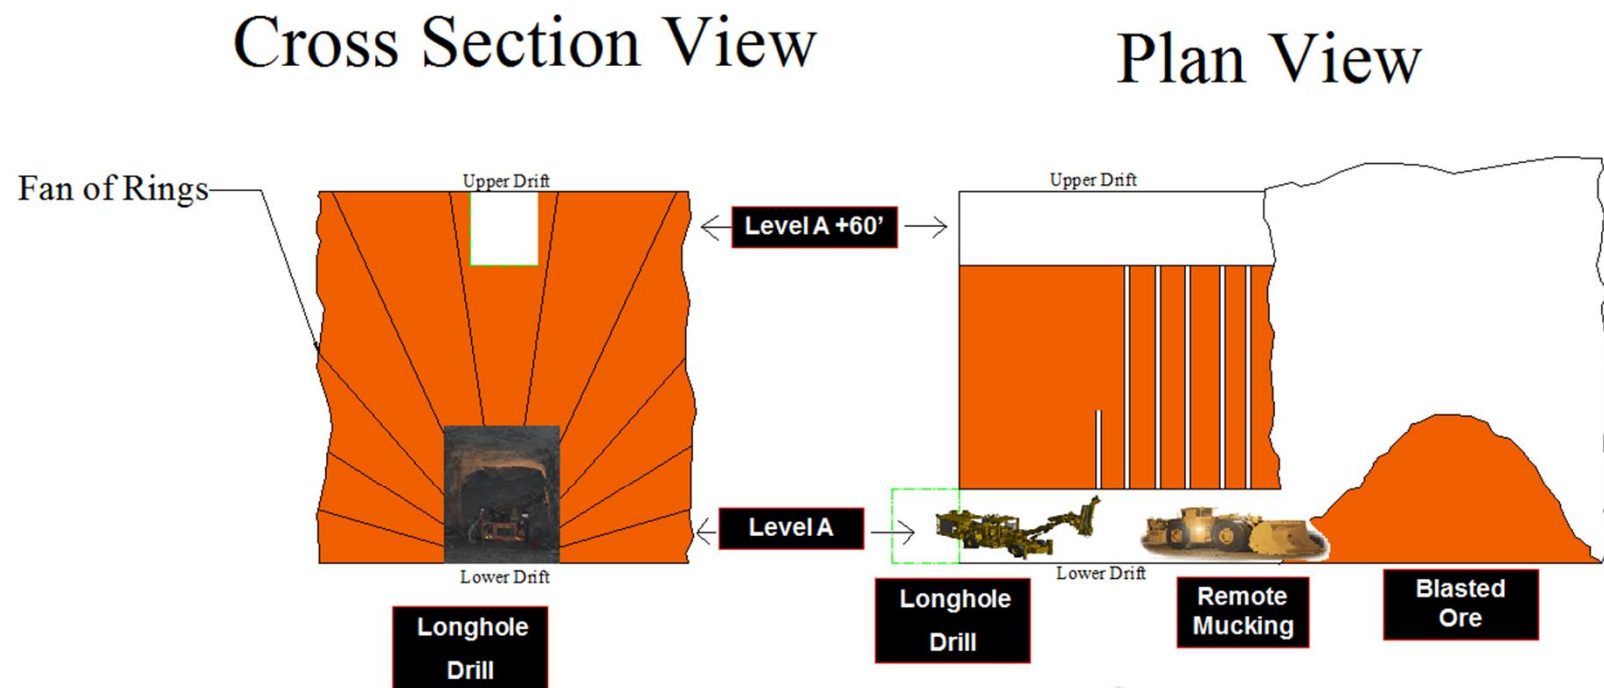 Cross Section View
Plan View
Fan of Rings
Upper Drift
Upper Drift
Level A +60’
Level A
Lower Drift
Lower Drift
Longhole
Drill
Longhole
Drill
Remote
Mucking
Blasted
Ore